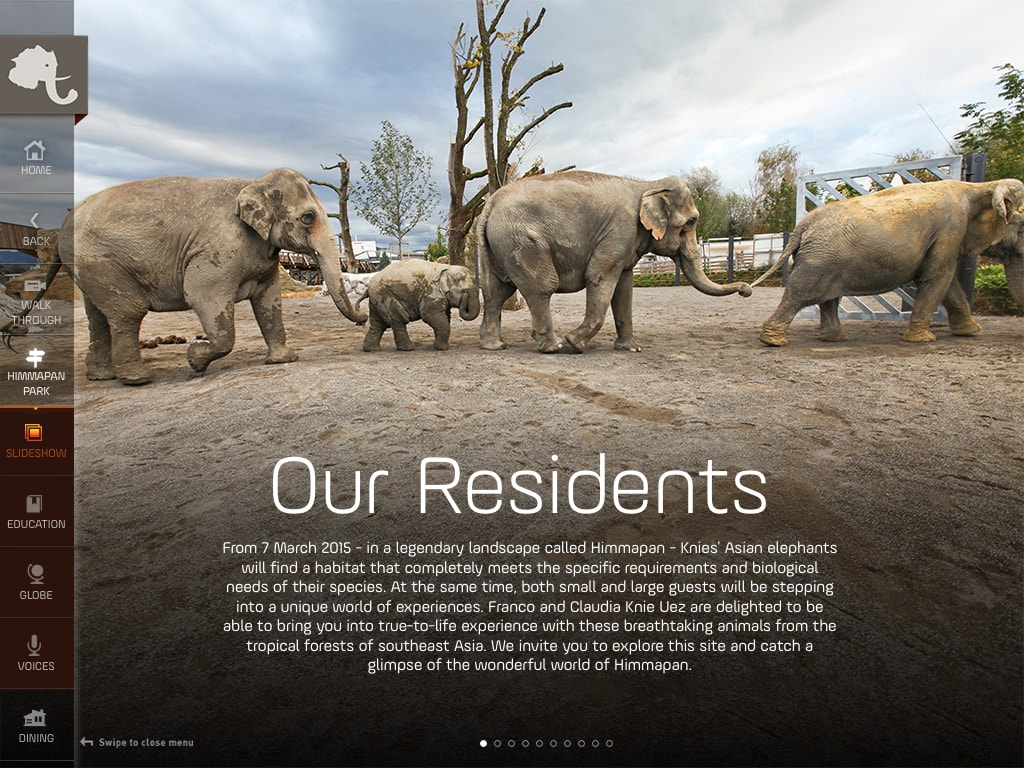 HOME
BACK
WALK
THROUGH
HIMMAPAN
PARK
SLIDESHOW
EDUCATION
GLOBE
VOICES
DINING
Our Residents
From 7 March 2015 - in a legendary landscape called Himmapan - Knies' Asian elephants
will find a habitat that completely meets the specific requirements and biological
needs of their species. At the same time, both small and large guests will be stepping
into a unique world of experiences. Franco and Claudia Knie Uez are delighted to be
able to bring you into true-to-life experience with these breathtaking animals from the
tropical forests of southeast Asia. We invite you to explore this site and catch a
glimpse of the wonderful world of Himmapan.
Swipe to close menu